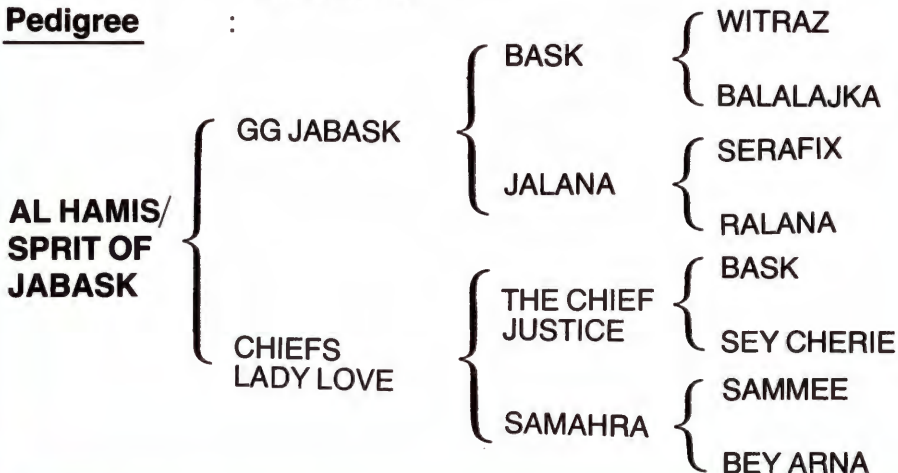 Pedigree :
AL HAMIS/
SPRIT OF
JABASK
GG JABASK
CHIEFS
LADY LOVE
BASK
JALANA
THE CHIEF
JUSTICE
SAMAHRA
WITRAZ
BALALAJKA
SERAFIX
RALANA
BASK
SEY CHERIE
SAMMEE
BEY ARNA